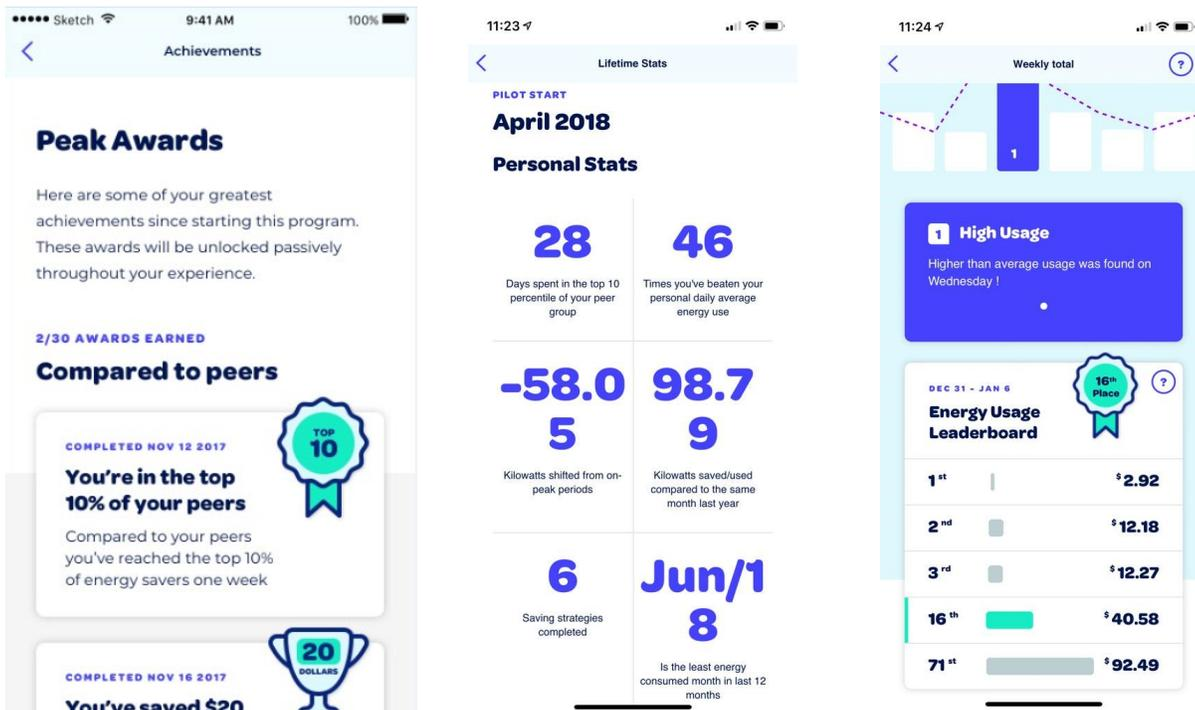 Sketch 9:41 AM 100%
Achievements
Peak Awards
Here are some of your greatest
achievements since starting this program.
These awards will be unlocked passively
throughout your experience.
2/30 AWARDS EARNED
Compared to peers
COMPLETED NOV 12 2017
TOP
10
You're in the top
10% of your peers
Compared to your peers
you've reached the top 10%
of energy savers one week
20
DOLLARS
COMPLETED NOV 16 2017
You've saved $20
11:23
Lifetime Stats
PILOT START
April 2018
Personal Stats
28
Days spent in the top 10
percentile of your peer
group
46
Times you've beaten your
personal daily average
energy use
-58.0
5
Kilowatts shifted from on-
peak periods
98.7
9
Kilowatts saved/used
compared to the same
month last year
6
Saving strategies
completed
Jun/1
8
Is the least energy
consumed month in last 12
months
11:24
Weekly total ?
1
1 High Usage
Higher than average usage was found on
Wednesday !
DEC 31 - JAN 6
Energy Usage
Leaderboard
16th
Place
?
1st $2.92
2nd $12.18
3rd $12.27
16th $40.58
71st $92.49